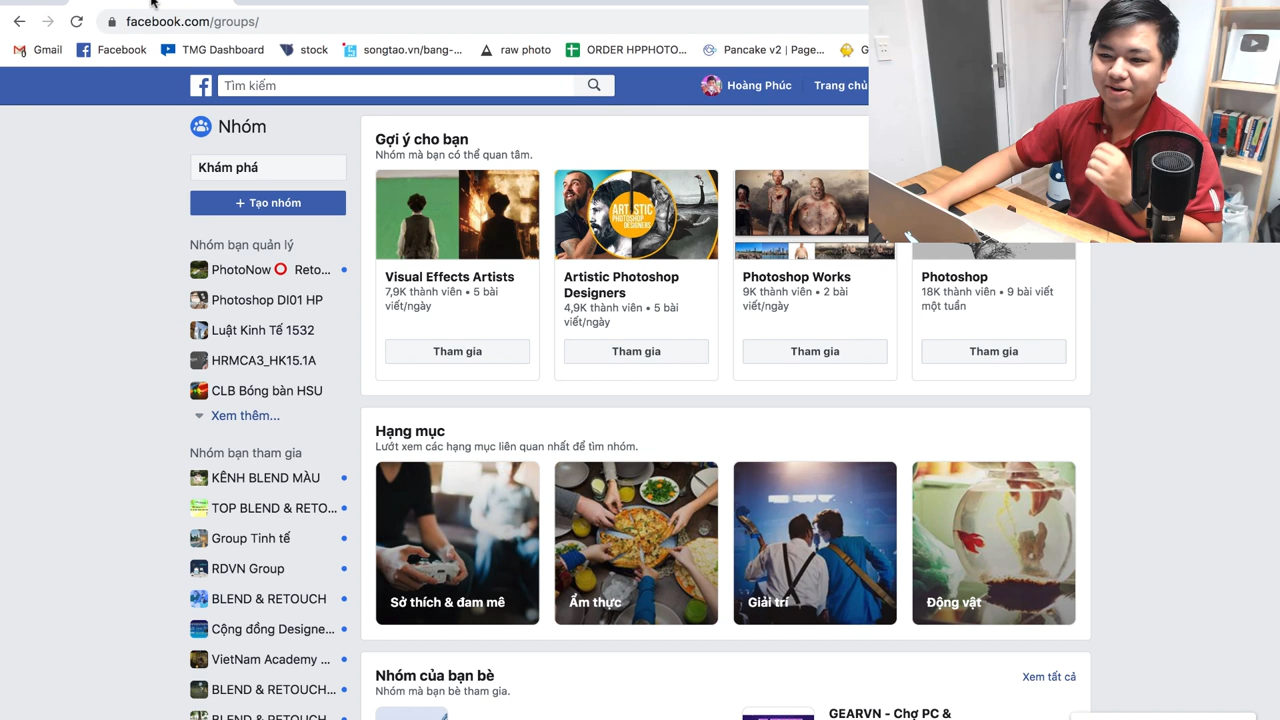 facebook.com/groups/
Gmail
Facebook
TMG Dashboard
stock
songtao.vn/bang-...
raw photo
ORDER HPPHOTO...
Pancake v2 | Page...
G
Tìm kiếm
Hoàng Phúc
Trang chủ
Nhóm
Khám phá
+ Tạo nhóm
Nhóm bạn quản lý
PhotoNow ⭕ Reto...
Photoshop DI01 HP
Luật Kinh Tế 1532
HRMCA3_HK15.1A
CLB Bóng bàn HSU
Xem thêm...
Nhóm bạn tham gia
KÊNH BLEND MÀU
TOP BLEND & RETO...
Group Tinh tế
RDVN Group
BLEND & RETOUCH
Cộng đồng Designe...
VietNam Academy ...
BLEND & RETOUCH...
BLEND & RETOUCH
Gợi ý cho bạn
Nhóm mà bạn có thể quan tâm.
Visual Effects Artists
7,9K thành viên • 5 bài
viết/ngày
Tham gia
ARTISTIC
PHOTOSHOP
DESIGNERS
Artistic Photoshop
Designers
4,9K thành viên • 5 bài
viết/ngày
Tham gia
Photoshop Works
9K thành viên • 2 bài
viết/ngày
Tham gia
Photoshop
18K thành viên • 9 bài viết
một tuần
Tham gia
Hạng mục
Lướt xem các hạng mục liên quan nhất để tìm nhóm.
Sở thích & đam mê
Ẩm thực
Giải trí
Động vật
Nhóm của bạn bè
Xem tất cả
Nhóm mà bạn bè tham gia.
GEARVN - Chợ PC &